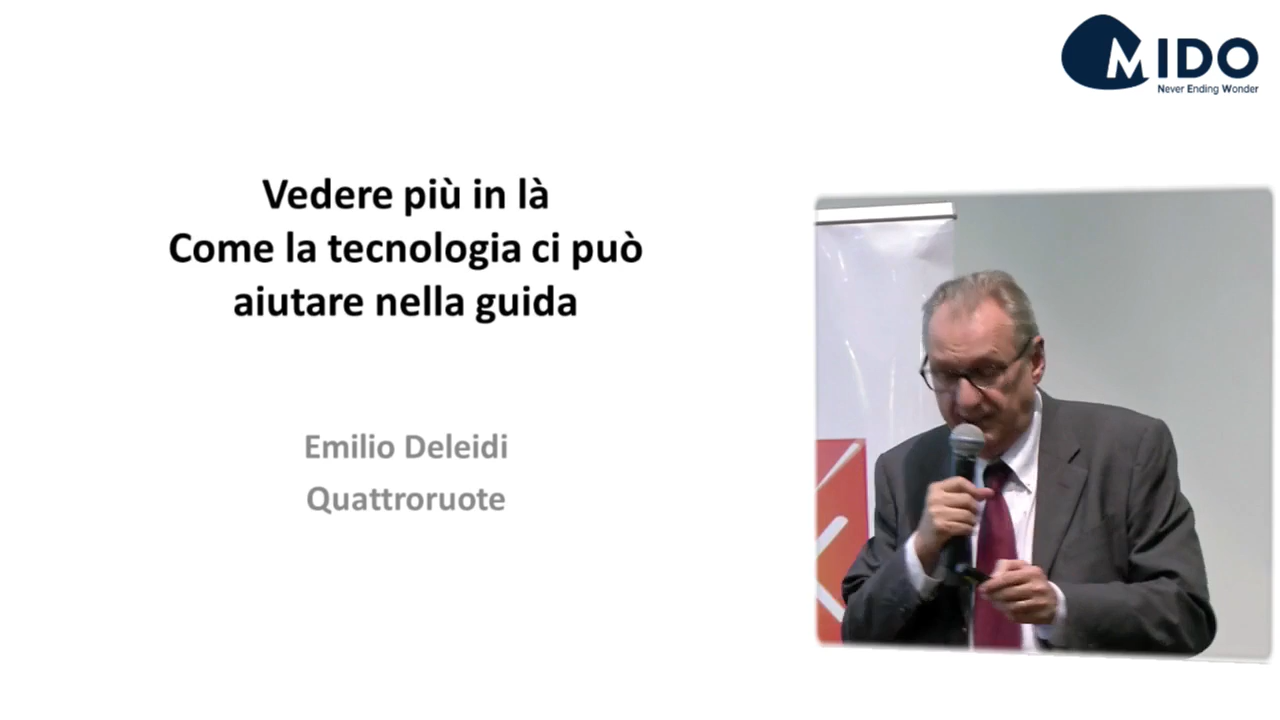 MIDO
Never Ending Wonder
Vedere più in là
Come la tecnologia ci può
aiutare nella guida
Emilio Deleidi
Quattroruote